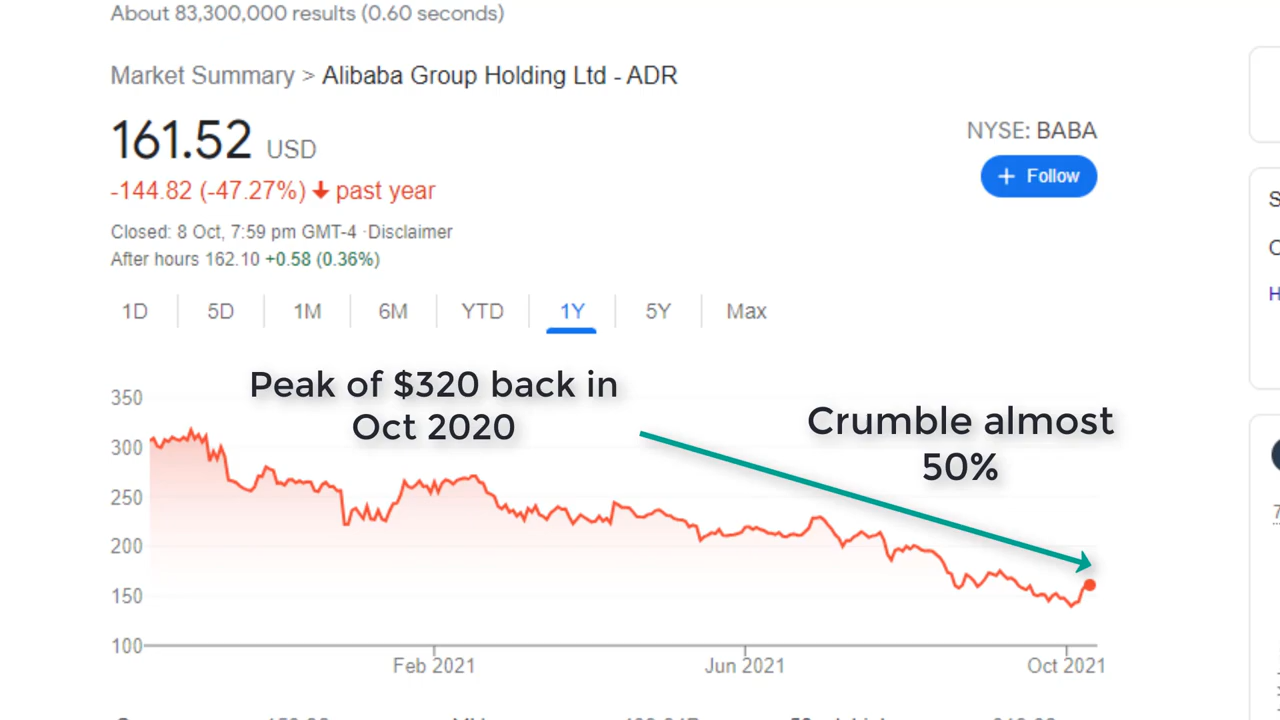 About 83,300,000 results (0.60 seconds)
Market Summary > Alibaba Group Holding Ltd - ADR
161.52 USD
NYSE: BABA
+ Follow
-144.82 (-47.27%) ↓ past year
Closed: 8 Oct, 7:59 pm GMT-4 ·Disclaimer
After hours 162.10 +0.58 (0.36%)
1D 5D 1M 6M YTD 1Y 5Y Max
Peak of $320 back in
Oct 2020
Crumble almost
50%
350
300
250
200
150
100
Feb 2021 Jun 2021 Oct 2021